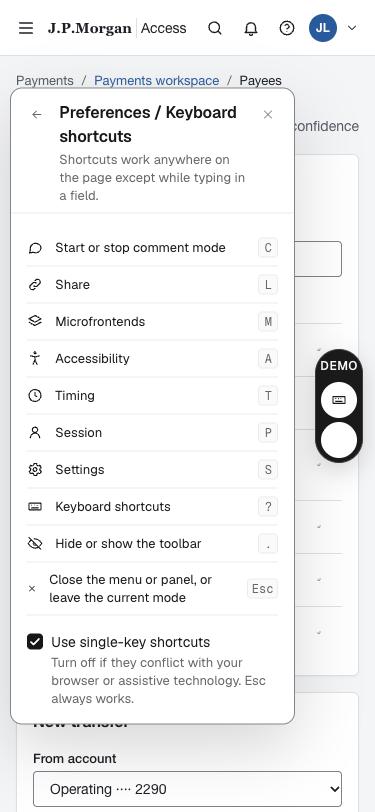 J.P.Morgan Access
JL
Payments / Payments workspace / Payees
Preferences / Keyboard
shortcuts
Shortcuts work anywhere on
the page except while typing in
a field.
confidence
Start or stop comment mode C
Share L
Microfrontends M
DEMO
Accessibility A
Timing T
Session P
Settings S
Keyboard shortcuts ?
Hide or show the toolbar .
Close the menu or panel, or
leave the current mode Esc
Use single-key shortcuts
Turn off if they conflict with your
browser or assistive technology. Esc
always works.
New transfer
From account
Operating ···· 2290